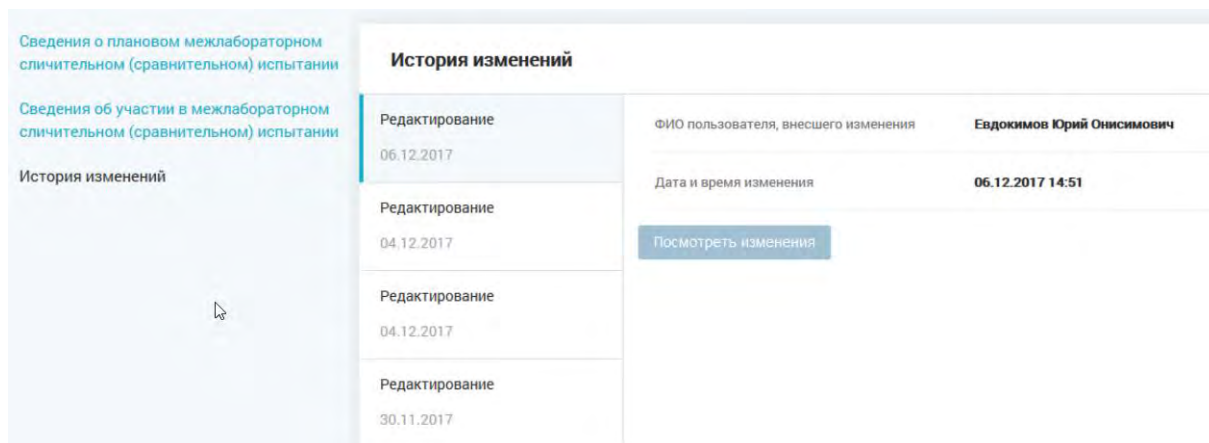 Сведения о плановом межлабораторном
сличительном (сравнительном) испытании
Сведения об участии в межлабораторном
сличительном (сравнительном) испытании
История изменений
История изменений
Редактирование
06.12.2017
Редактирование
04.12.2017
Редактирование
04.12.2017
Редактирование
30.11.2017
ФИО пользователя, внесшего изменения Евдокимов Юрий Онисимович
Дата и время изменения 06.12.2017 14:51
Посмотреть изменения